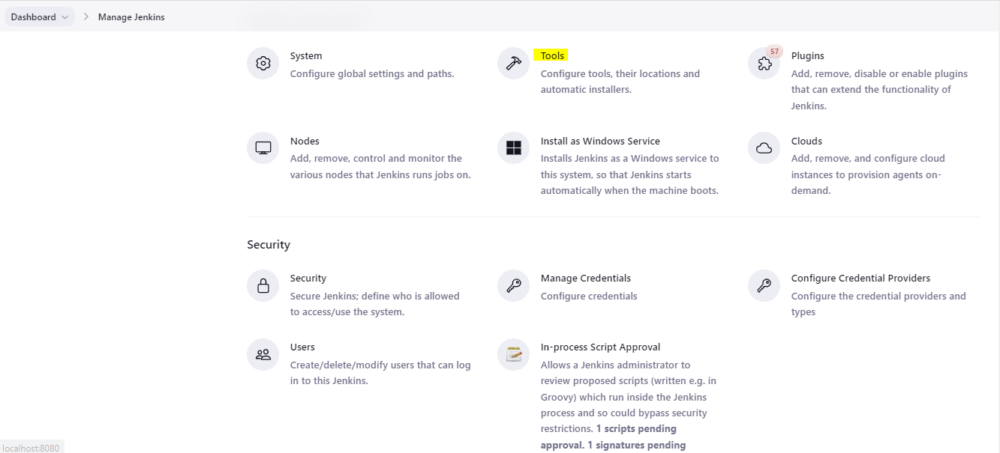 Dashboard
Manage Jenkins
System
Configure global settings and paths.
Tools
Configure tools, their locations and
automatic installers.
57
Plugins
Add, remove, disable or enable plugins
that can extend the functionality of
Jenkins.
Nodes
Add, remove, control and monitor the
various nodes that Jenkins runs jobs on.
Install as Windows Service
Installs Jenkins as a Windows service to
this system, so that Jenkins starts
automatically when the machine boots.
Clouds
Add, remove, and configure cloud
instances to provision agents on-
demand.
Security
Security
Secure Jenkins; define who is allowed
to access/use the system.
Manage Credentials
Configure credentials
Configure Credential Providers
Configure the credential providers and
types
Users
Create/delete/modify users that can log
in to this Jenkins.
In-process Script Approval
Allows a Jenkins administrator to
review proposed scripts (written e.g. in
Groovy) which run inside the Jenkins
process and so could bypass security
restrictions. 1 scripts pending
approval. 1 signatures pending
localhost:8080